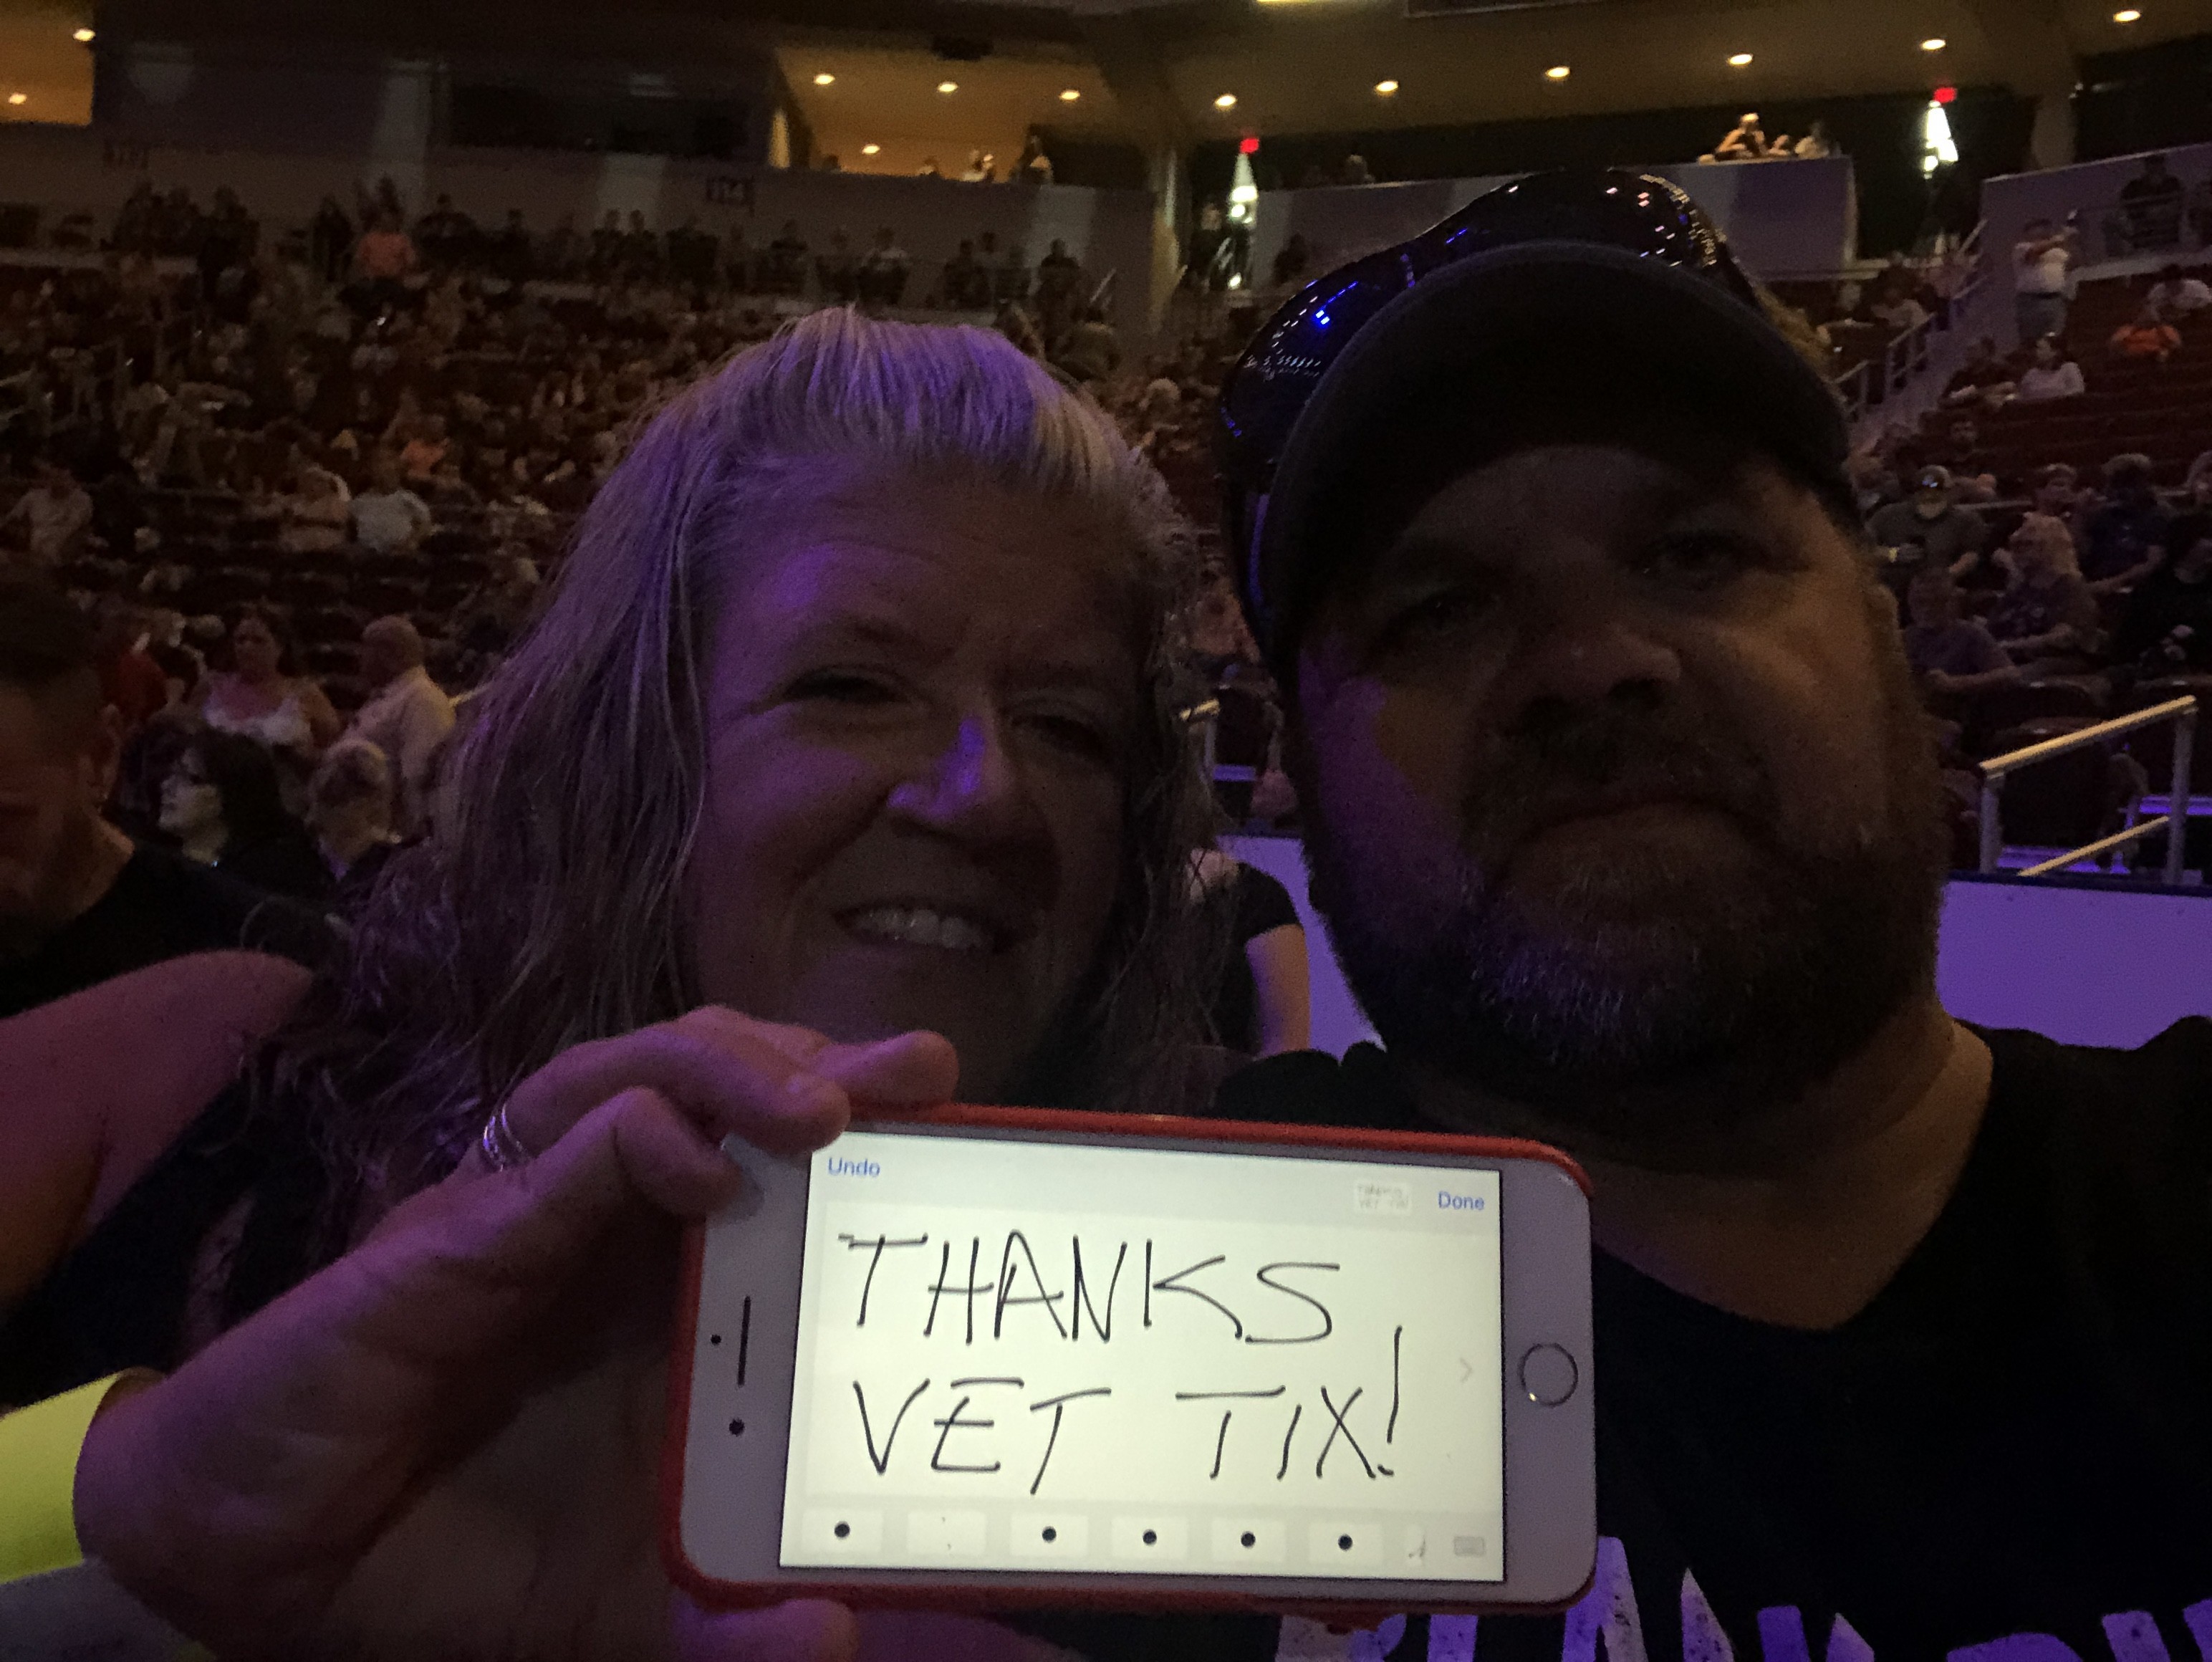 Undo
Done
THANKS
VET TIX!